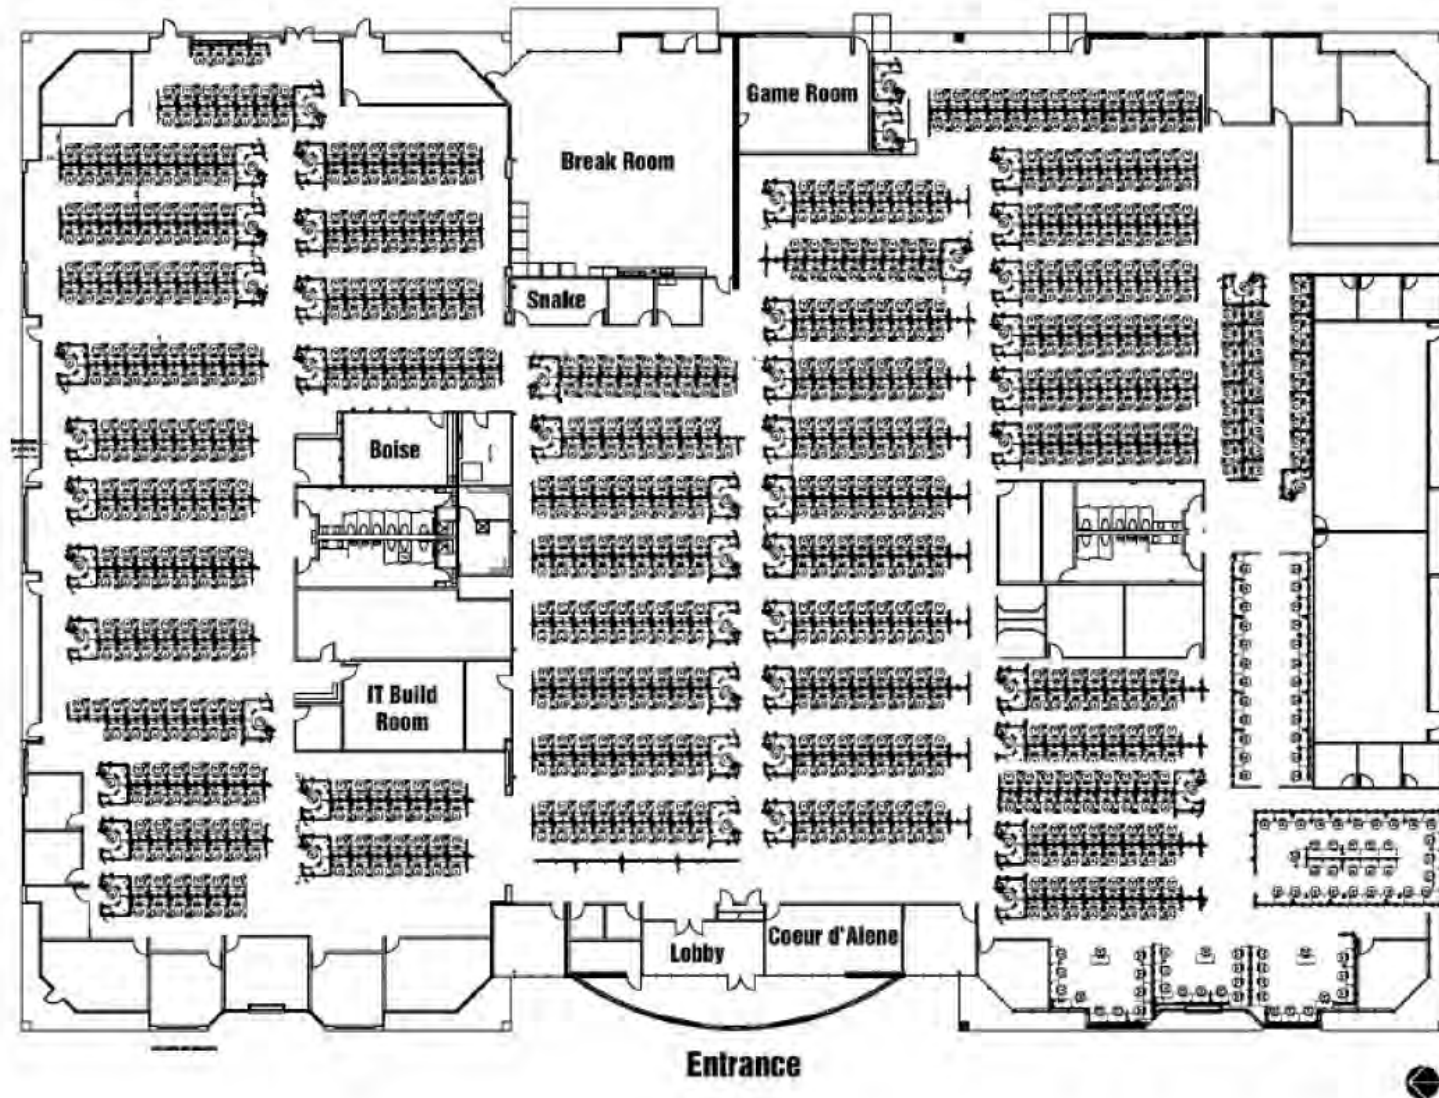 Game Room
Break Room
Snake
Boise
IT Build
Room
Lobby
Coeur d'Alene
Entrance